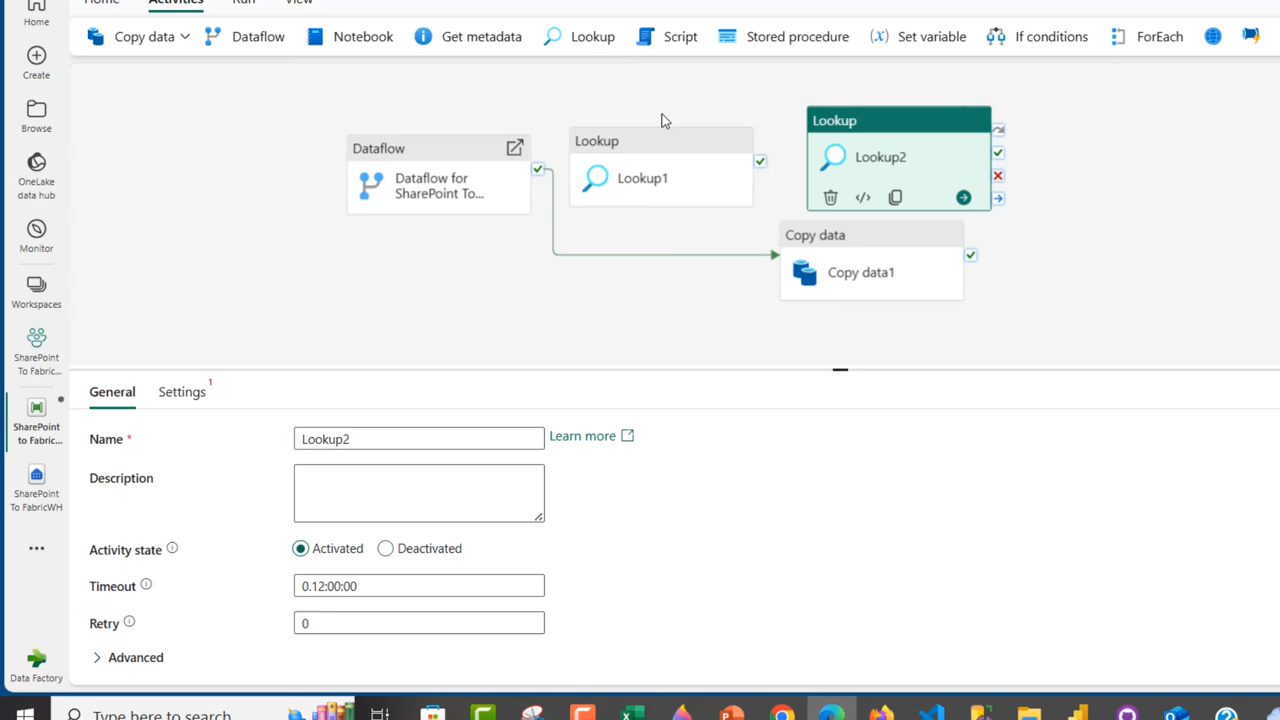 Home
Activities
Run
View
Copy data
Dataflow
Notebook
Get metadata
Lookup
Script
Stored procedure
(x)
Set variable
If conditions
ForEach
Home
Create
Browse
OneLake
data hub
Monitor
Workspaces
SharePoint
To Fabric...
SharePoint
to Fabric...
SharePoint
To FabricWH
Data Factory
Dataflow
Dataflow for
SharePoint To...
Lookup
Lookup1
Lookup
Lookup2
Copy data
Copy data1
General
Settings
1
Name *
Lookup2
Learn more
Description
Activity state
Activated
Deactivated
Timeout
0.12:00:00
Retry
0
Advanced
Type here to search